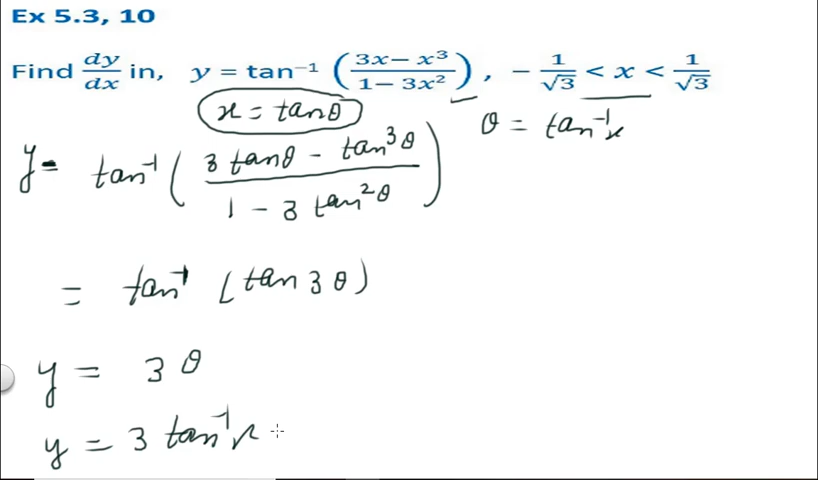 Ex 5.3, 10
Find dy/dx in, y = tan⁻¹ ((3x− x³)/(1− 3x²)) , − 1/√3 < x < 1/√3
x = tanθ
θ = tan⁻¹x
y = tan⁻¹ ((3 tanθ − tan³θ)/(1 − 3 tan²θ))
= tan⁻¹ (tan 3θ)
y = 3θ
y = 3 tan⁻¹x